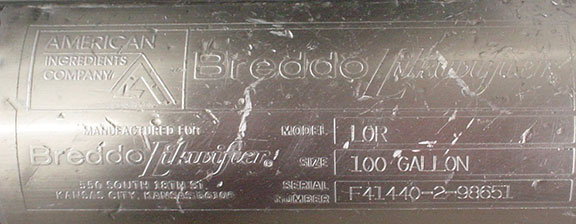 AMERICAN
INGREDIENTS
COMPANY
Breddo Likwifier
MANUFACTURED FOR
Breddo Likwifier®
550 SOUTH 18TH ST
KANSAS CITY, KANSAS
MODEL LOR
SIZE 100 GALLON
SERIAL NUMBER F41440-2-98651